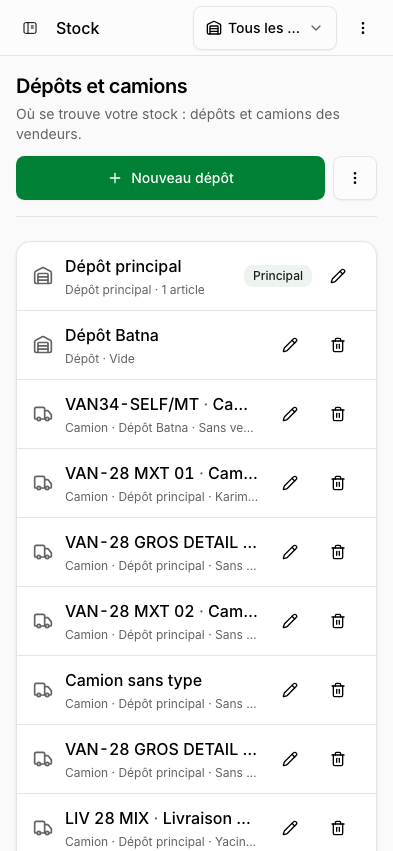 Stock
Tous les ...
Dépôts et camions
Où se trouve votre stock : dépôts et camions des
vendeurs.
Nouveau dépôt
Dépôt principal
Principal
Dépôt principal · 1 article
Dépôt Batna
Dépôt · Vide
VAN34-SELF/MT · Ca...
Camion · Dépôt Batna · Sans ve...
VAN-28 MXT 01 · Cam...
Camion · Dépôt principal · Karim...
VAN-28 GROS DETAIL ...
Camion · Dépôt principal · Sans ...
VAN-28 MXT 02 · Cam...
Camion · Dépôt principal · Sans ...
Camion sans type
Camion · Dépôt principal · Sans ...
VAN-28 GROS DETAIL ...
Camion · Dépôt principal · Sans ...
LIV 28 MIX · Livraison ...
Camion · Dépôt principal · Yacin...